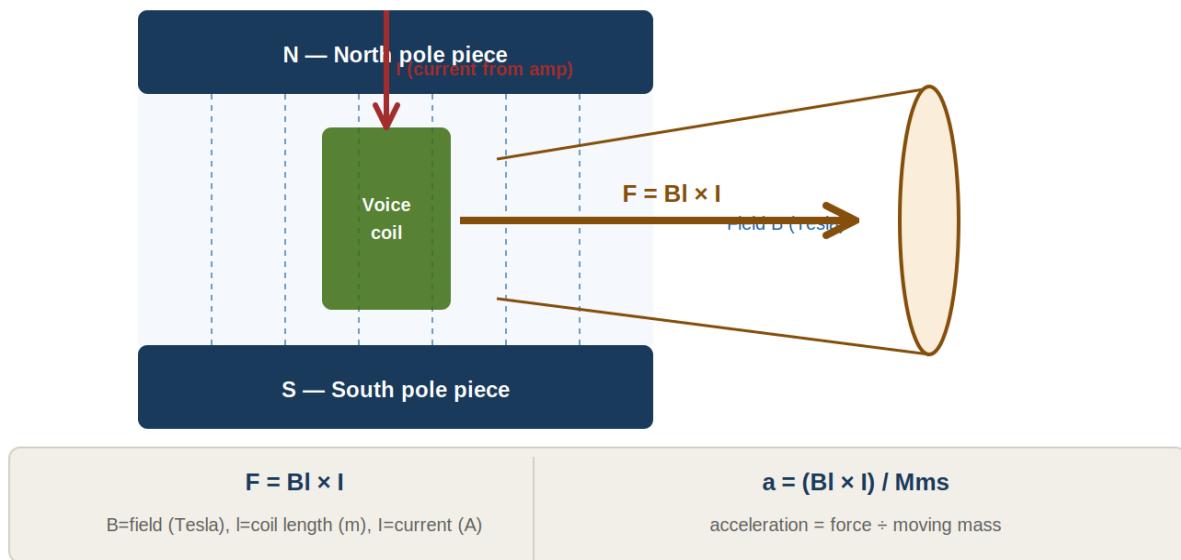 N — North pole piece
I (current from amp)
Voice
coil
F = Bl × I
Field B (Tesla)
S — South pole piece
F = Bl × I
B=field (Tesla), l=coil length (m), I=current (A)
a = (Bl × I) / Mms
acceleration = force ÷ moving mass